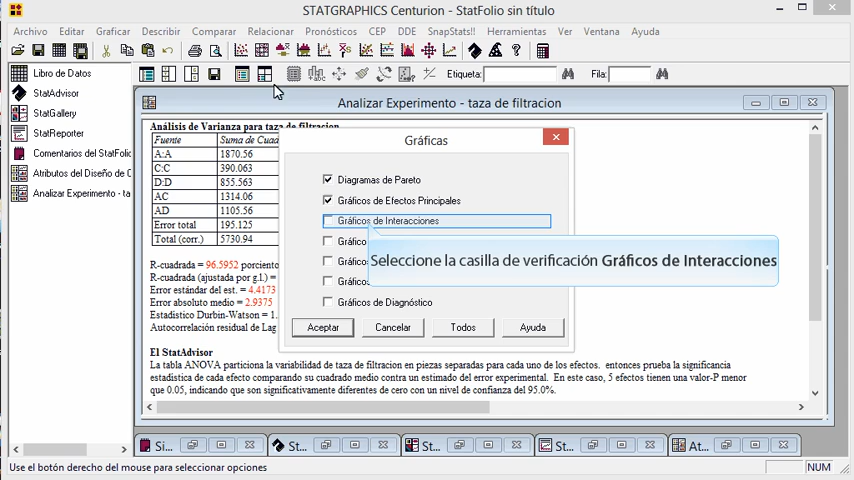 STATGRAPHICS Centurion - StatFolio sin título
Archivo Editar Graficar Describir Comparar Relacionar Pronósticos CEP DDE SnapStats!! Herramientas Ver Ventana Ayuda
Etiqueta: Fila:
Libro de Datos
StatAdvisor
StatGallery
StatReporter
Comentarios del StatFolio
Atributos del Diseño de
Analizar Experimento - ta
Analizar Experimento - taza de filtracion
Análisis de Varianza para taza de filtracion
Fuente Suma de
A:A 1870.56
C:C 390.063
D:D 855.563
AC 1314.06
AD 1105.56
Error total 195.125
Total (corr.) 5730.94
R-cuadrada = 96.5952 porciento
R-cuadrada (ajustada por g.l.) =
Error estándar del est. = 4.4173
Error absoluto medio = 2.9375
Estadistico Durbin-Watson = 1.
Autocorrelación residual de Lag
El StatAdvisor
La tabla ANOVA particiona la variabilidad de taza de filtracion en piezas separadas para cada uno de los efectos. entonces prueba la significancia
estadística de cada efecto comparando su cuadrado medio contra un estimado del error experimental. En este caso, 5 efectos tienen una valor-P menor
que 0.05, indicando que son significativamente diferentes de cero con un nivel de confianza del 95.0%.
Gráficas
Diagramas de Pareto
Gráficos de Efectos Principales
Gráficos de Interacciones
Gráficos de Diagnóstico
Aceptar Cancelar Todos Ayuda
Seleccione la casilla de verificación Gráficos de Interacciones
Si... St... St... St... At...
Use el botón derecho del mouse para seleccionar opciones
NUM